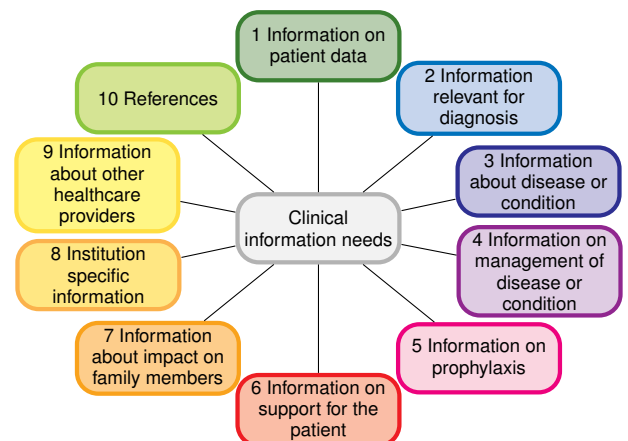 1 Information on
patient data
2 Information
relevant for
diagnosis
3 Information
about disease or
condition
4 Information on
management of
disease or
condition
5 Information on
prophylaxis
6 Information on
support for the
patient
7 Information
about impact on
family members
8 Institution
specific
information
9 Information
about other
healthcare
providers
10 References
Clinical
information needs